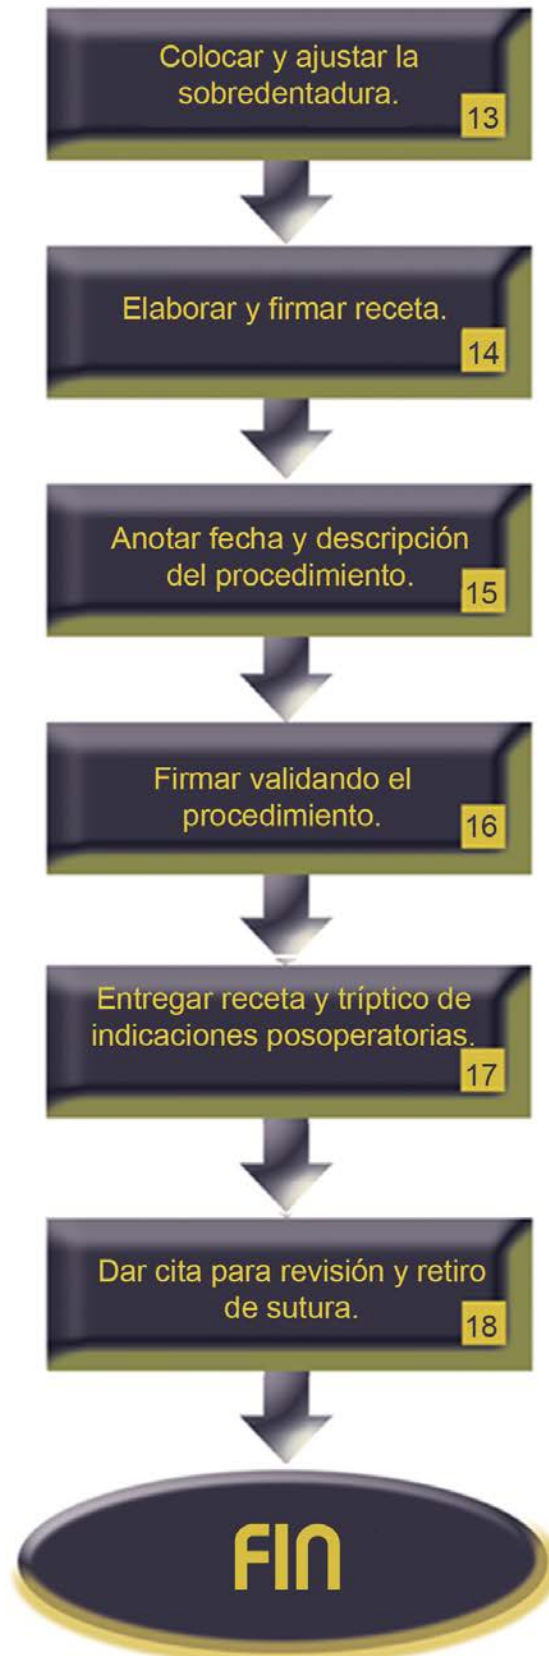 Colocar y ajustar la
sobredentadura.
13
Elaborar y firmar receta.
14
Anotar fecha y descripción
del procedimiento.
15
Firmar validando el
procedimiento.
16
Entregar receta y tríptico de
indicaciones posoperatorias.
17
Dar cita para revisión y retiro
de sutura.
18
FIN